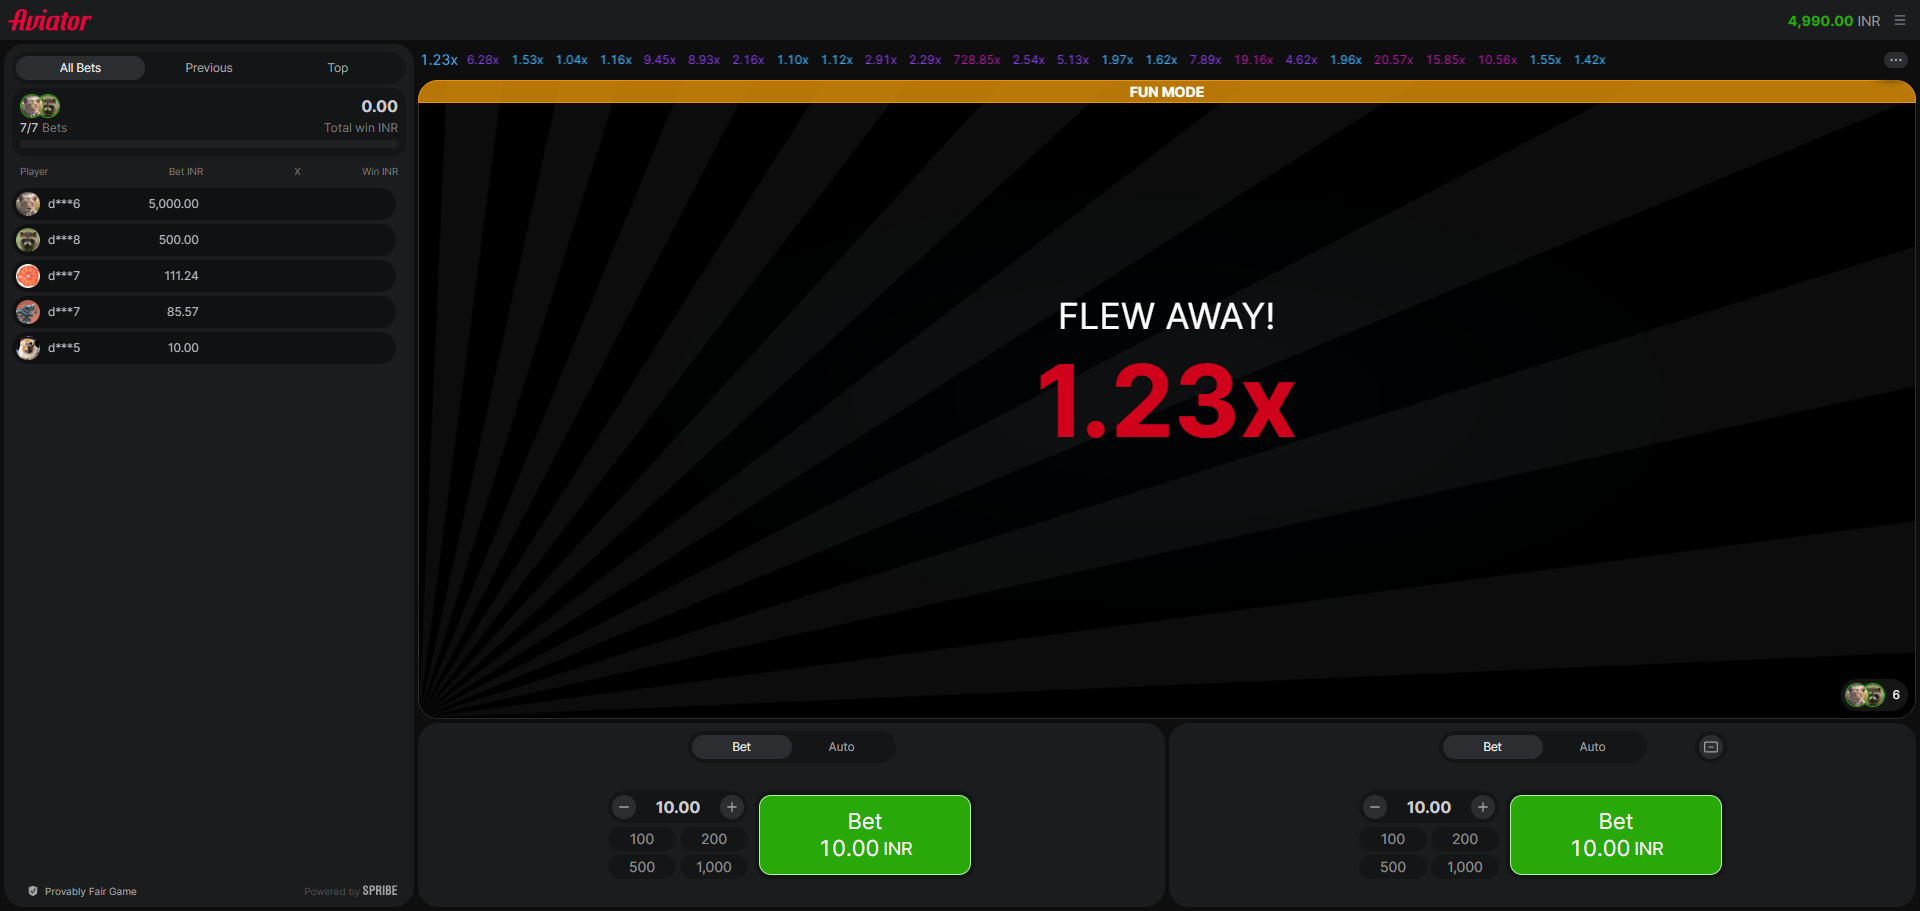 Aviator
4,990.00 INR
All Bets Previous Top
0.00
7/7 Bets Total win INR
Player Bet INR X Win INR
d***6 5,000.00
d***8 500.00
d***7 111.24
d***7 85.57
d***5 10.00
Provably Fair Game Powered by SPRIBE
1.23x 6.28x 1.53x 1.04x 1.16x 9.45x 8.93x 2.16x 1.10x 1.12x 2.91x 2.29x 728.85x 2.54x 5.13x 1.97x 1.62x 7.89x 19.16x 4.62x 1.96x 20.57x 15.85x 10.56x 1.55x 1.42x
FUN MODE
FLEW AWAY!
1.23x
6
Bet Auto
10.00
100 200
500 1,000
Bet
10.00 INR
Bet Auto
10.00
100 200
500 1,000
Bet
10.00 INR